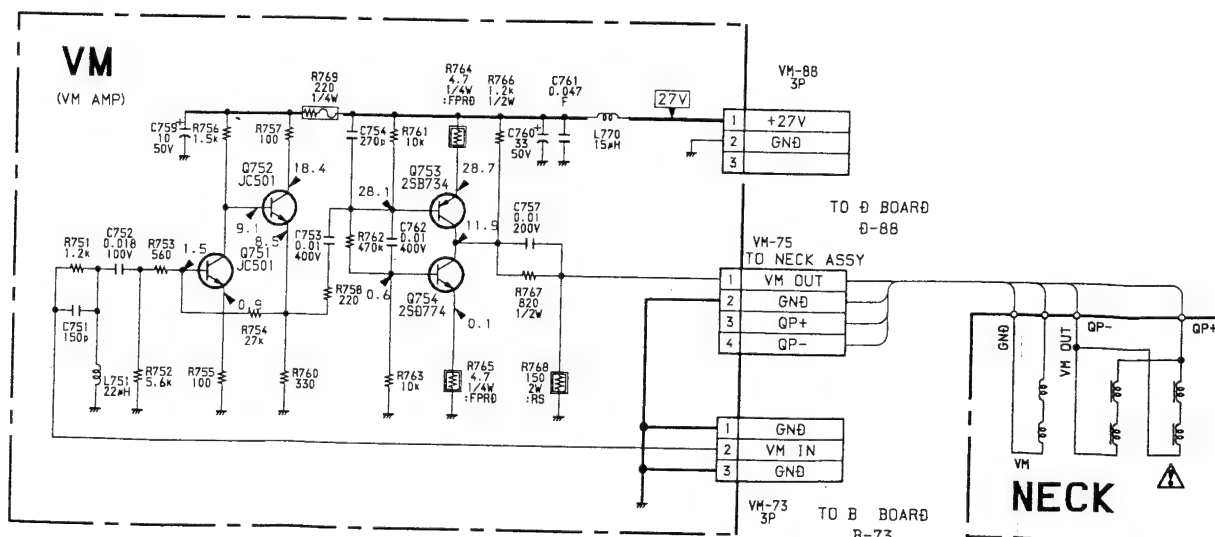 VM
(VM AMP)
R769
220
1/4W
R764
4.7
1/4W
:FPRD
R766
1.2k
1/2W
C761
0.047
F
27V
VM-88
3P
1 +27V
2 GND
3
C759
10
50V
R756
1.5k
R757
100
C754
270p
R761
10k
C760
33
50V
L770
15µH
Q752
JC501
18.4
Q753
2SB734
28.7
28.1
11.9
C757
0.01
200V
TO D BOARD
D-88
9.1
8.5
Q751
JC501
C752
0.018
100V
R751
1.2k
R753
560
1.5
C753
0.01
400V
R762
470k
C762
0.01
400V
VM-75
TO NECK ASSY
1 VM OUT
2 GND
3 QP+
4 QP-
0.9
R758
220
0.6
Q754
2SD774
R767
820
1/2W
0.1
C751
150p
R754
27k
L751
22µH
R752
5.6k
R755
100
R760
330
R763
10k
R765
4.7
1/4W
:FPRD
R768
150
2W
:RS
GND
VM OUT
QP-
QP+
1 GND
2 VM IN
3 GND
VM
NECK
VM-73
3P
TO B BOARD
B-73